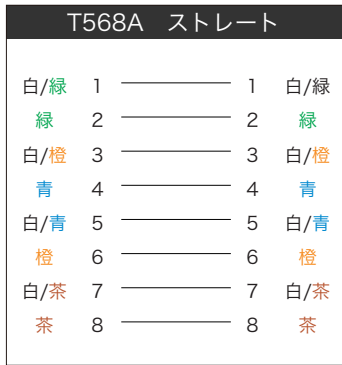 T568A ストレート
白/緑 1 1 白/緑
緑 2 2 緑
白/橙 3 3 白/橙
青 4 4 青
白/青 5 5 白/青
橙 6 6 橙
白/茶 7 7 白/茶
茶 8 8 茶